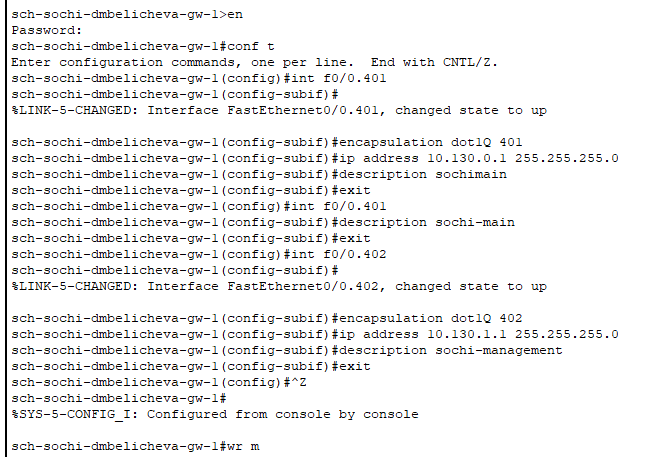 sch-sochi-dmbelicheva-gw-1>en
Password:
sch-sochi-dmbelicheva-gw-1#conf t
Enter configuration commands, one per line.  End with CNTL/Z.
sch-sochi-dmbelicheva-gw-1(config)#int f0/0.401
sch-sochi-dmbelicheva-gw-1(config-subif)#
%LINK-5-CHANGED: Interface FastEthernet0/0.401, changed state to up

sch-sochi-dmbelicheva-gw-1(config-subif)#encapsulation dot1Q 401
sch-sochi-dmbelicheva-gw-1(config-subif)#ip address 10.130.0.1 255.255.255.0
sch-sochi-dmbelicheva-gw-1(config-subif)#description sochimain
sch-sochi-dmbelicheva-gw-1(config-subif)#exit
sch-sochi-dmbelicheva-gw-1(config)#int f0/0.401
sch-sochi-dmbelicheva-gw-1(config-subif)#description sochi-main
sch-sochi-dmbelicheva-gw-1(config-subif)#exit
sch-sochi-dmbelicheva-gw-1(config)#int f0/0.402
sch-sochi-dmbelicheva-gw-1(config-subif)#
%LINK-5-CHANGED: Interface FastEthernet0/0.402, changed state to up

sch-sochi-dmbelicheva-gw-1(config-subif)#encapsulation dot1Q 402
sch-sochi-dmbelicheva-gw-1(config-subif)#ip address 10.130.1.1 255.255.255.0
sch-sochi-dmbelicheva-gw-1(config-subif)#description sochi-management
sch-sochi-dmbelicheva-gw-1(config-subif)#exit
sch-sochi-dmbelicheva-gw-1(config)#^Z
sch-sochi-dmbelicheva-gw-1#
%SYS-5-CONFIG_I: Configured from console by console

sch-sochi-dmbelicheva-gw-1#wr m